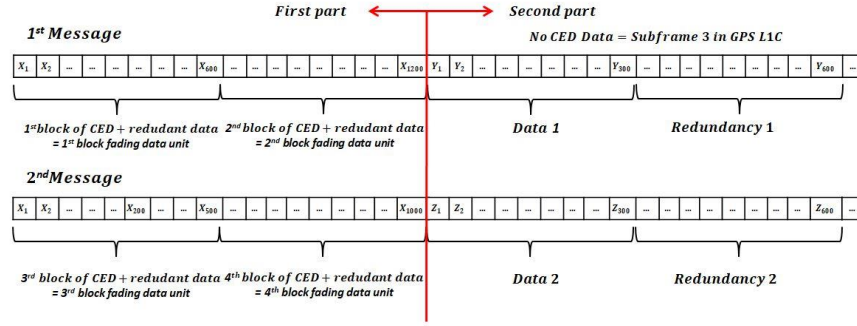 First part Second part
1st Message
No CED Data = Subframe 3 in GPS L1C
X1 X2 ... ... ... ... ... ... X600 ... ... ... ... ... ... ... ... X1200 Y1 Y2 ... ... ... ... ... ... Y300 ... ... ... ... ... ... ... ... Y600 ... ...
1st block of CED + redudant data 2nd block of CED + redudant data Data 1 Redundancy 1
= 1st block fading data unit = 2nd block fading data unit
2nd Message
X1 X2 ... ... ... X200 ... ... X500 ... ... ... ... ... ... ... ... X1000 Z1 Z2 ... ... ... ... ... ... Z300 ... ... ... ... ... ... ... ... Z600 ... ...
3rd block of CED + redudant data 4th block of CED + redudant data Data 2 Redundancy 2
= 3rd block fading data unit = 4th block fading data unit